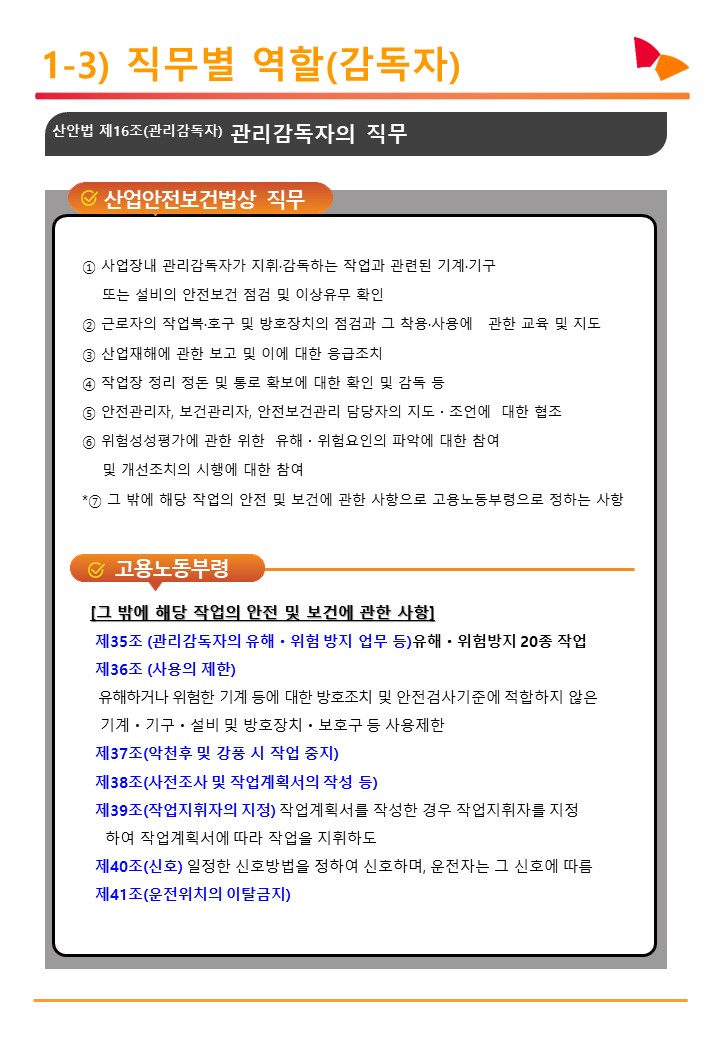 1-3) 직무별 역할(감독자)
산안법 제16조(관리감독자) 관리감독자의 직무
산업안전보건법상 직무
① 사업장내 관리감독자가 지휘·감독하는 작업과 관련된 기계·기구
또는 설비의 안전보건 점검 및 이상유무 확인
② 근로자의 작업복·호구 및 방호장치의 점검과 그 착용·사용에 관한 교육 및 지도
③ 산업재해에 관한 보고 및 이에 대한 응급조치
④ 작업장 정리 정돈 및 통로 확보에 대한 확인 및 감독 등
⑤ 안전관리자, 보건관리자, 안전보건관리 담당자의 지도・조언에 대한 협조
⑥ 위험성성평가에 관한 위한 유해・위험요인의 파악에 대한 참여
및 개선조치의 시행에 대한 참여
*⑦ 그 밖에 해당 작업의 안전 및 보건에 관한 사항으로 고용노동부령으로 정하는 사항
고용노동부령
[그 밖에 해당 작업의 안전 및 보건에 관한 사항]
제35조 (관리감독자의 유해・위험 방지 업무 등)유해・위험방지 20종 작업
제36조 (사용의 제한)
유해하거나 위험한 기계 등에 대한 방호조치 및 안전검사기준에 적합하지 않은
기계・기구・설비 및 방호장치・보호구 등 사용제한
제37조(악천후 및 강풍 시 작업 중지)
제38조(사전조사 및 작업계획서의 작성 등)
제39조(작업지휘자의 지정) 작업계획서를 작성한 경우 작업지휘자를 지정
하여 작업계획서에 따라 작업을 지휘하도
제40조(신호) 일정한 신호방법을 정하여 신호하며, 운전자는 그 신호에 따름
제41조(운전위치의 이탈금지)